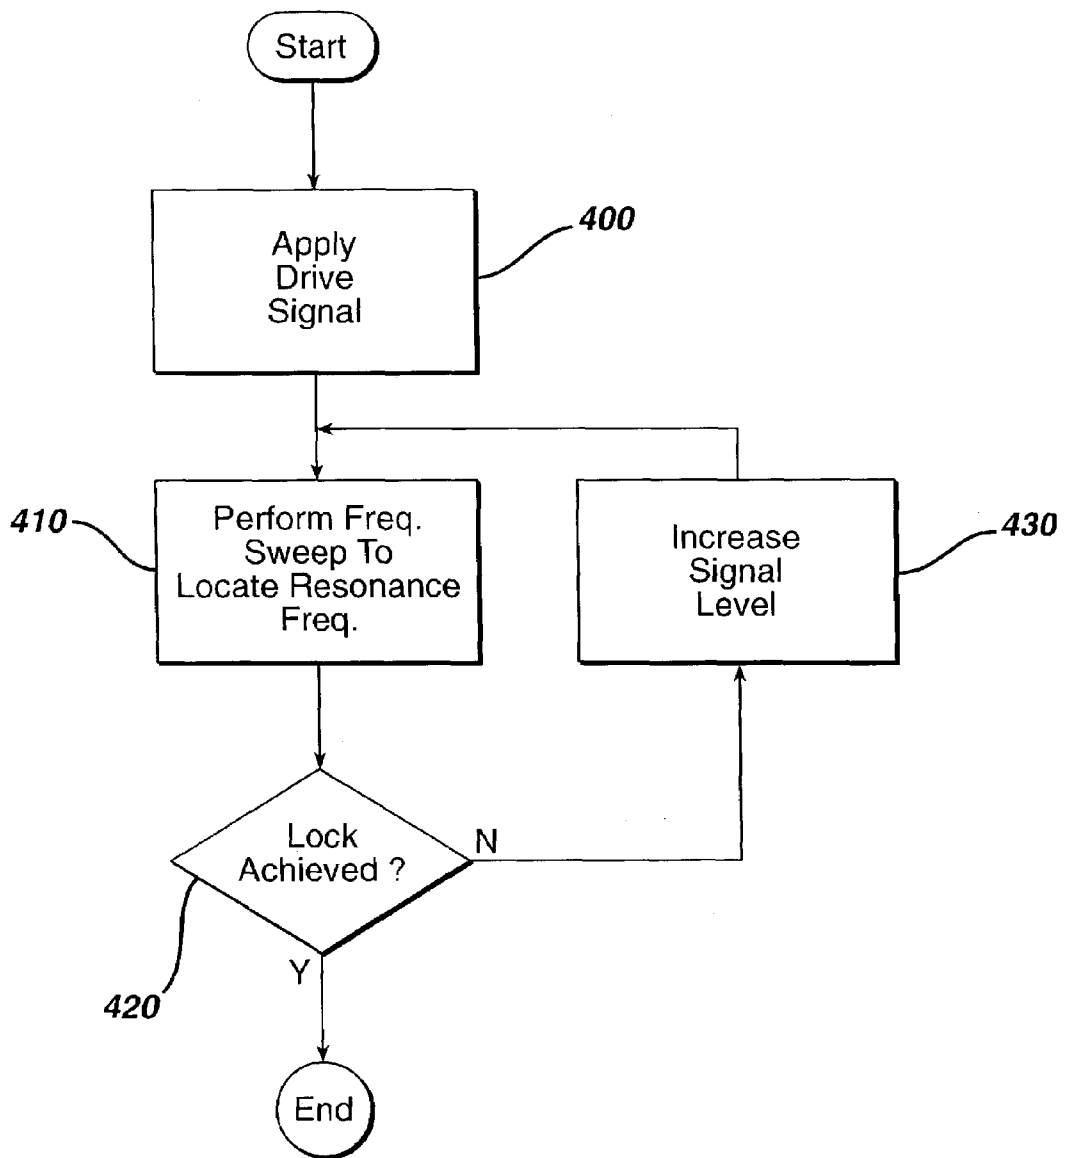 Start
Apply
Drive
Signal
400
Perform Freq.
Sweep To
Locate Resonance
Freq.
410
Increase
Signal
Level
430
Lock
Achieved ?
N
Y
420
End